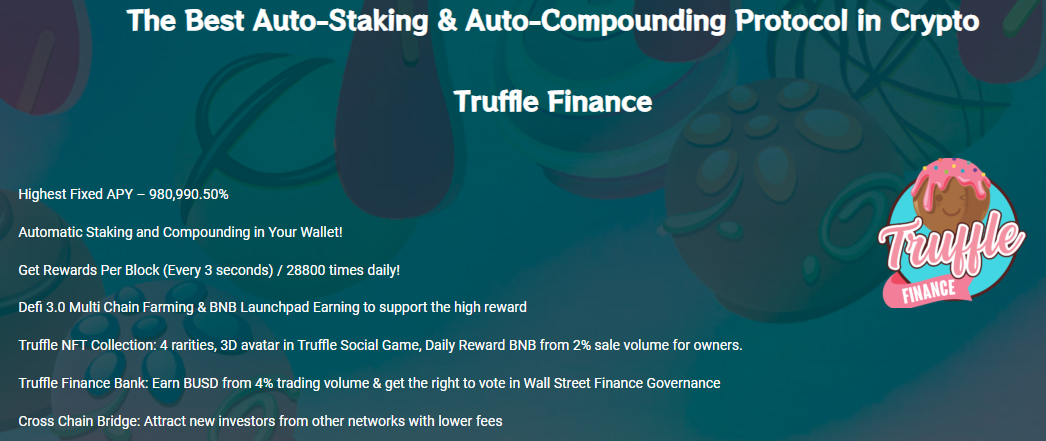 The Best Auto-Staking & Auto-Compounding Protocol in Crypto
Truffle Finance
Highest Fixed APY – 980,990.50%
Automatic Staking and Compounding in Your Wallet!
Get Rewards Per Block (Every 3 seconds) / 28800 times daily!
Defi 3.0 Multi Chain Farming & BNB Launchpad Earning to support the high reward
Truffle NFT Collection: 4 rarities, 3D avatar in Truffle Social Game, Daily Reward BNB from 2% sale volume for owners.
Truffle Finance Bank: Earn BUSD from 4% trading volume & get the right to vote in Wall Street Finance Governance
Cross Chain Bridge: Attract new investors from other networks with lower fees
Truffle
FINANCE